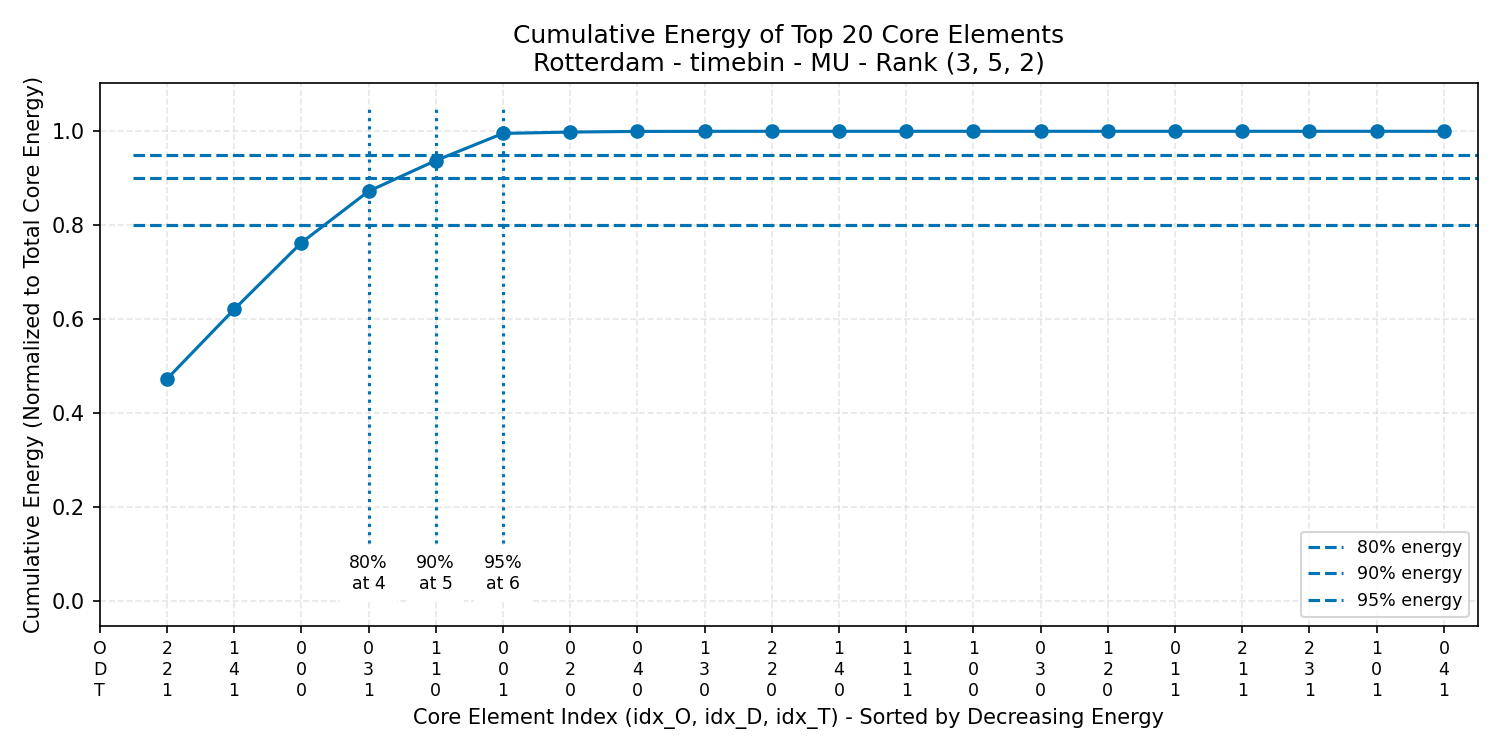 Cumulative Energy of Top 20 Core Elements
Rotterdam - timebin - MU - Rank (3, 5, 2)
Cumulative Energy (Normalized to Total Core Energy)
1.0
0.8
0.6
0.4
0.2
0.0
80% 90% 95%
at 4 at 5 at 6
80% energy
90% energy
95% energy
O 2 1 0 0 1 0 0 0 1 2 1 1 1 0 1 0 2 2 1 0
D 2 4 0 3 1 0 2 4 3 2 4 1 0 3 2 1 1 3 0 4
T 1 1 0 1 0 1 0 0 0 0 0 1 0 0 0 1 1 1 1 1
Core Element Index (idx_O, idx_D, idx_T) - Sorted by Decreasing Energy